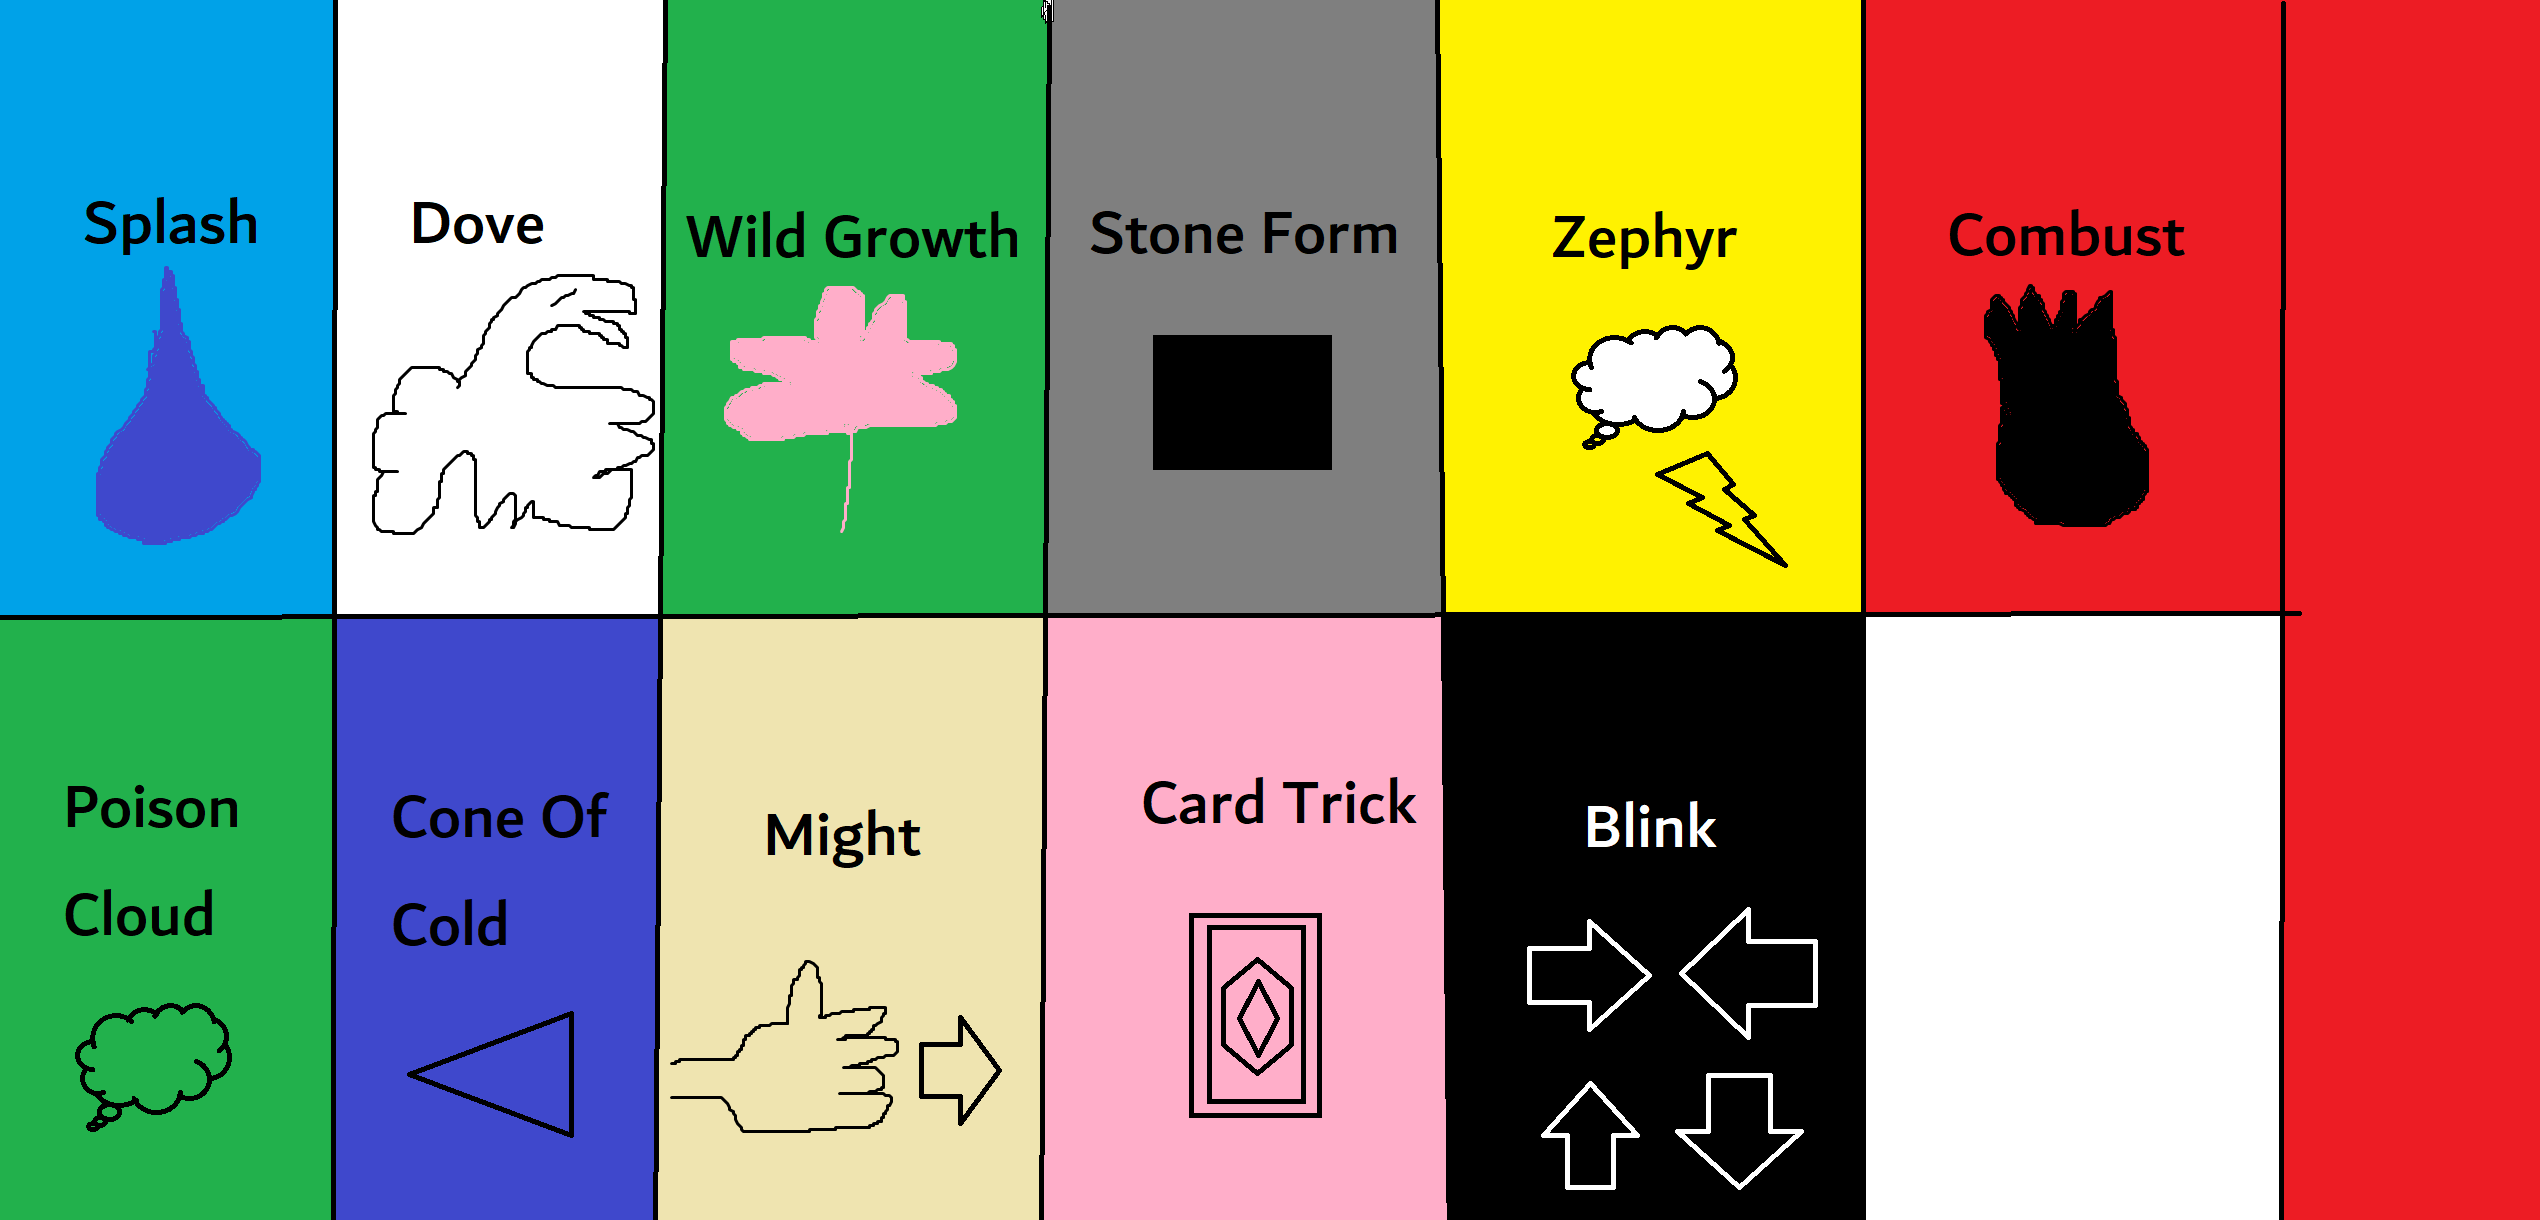 Splash
Dove
Wild Growth
Stone Form
Zephyr
Combust
Poison
Cloud
Cone Of
Cold
Might
Card Trick
Blink